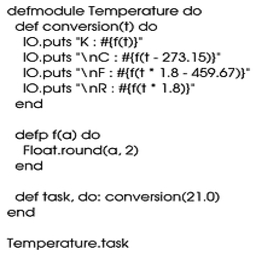 defmodule Temperature do
  def conversion(t) do
    IO.puts "K : #{f(t)}"
    IO.puts "\nC : #{f(t - 273.15)}"
    IO.puts "\nF : #{f(t * 1.8 - 459.67)}"
    IO.puts "\nR : #{f(t * 1.8)}"
  end

  defp f(a) do
    Float.round(a, 2)
  end

  def task, do: conversion(21.0)
end

Temperature.task